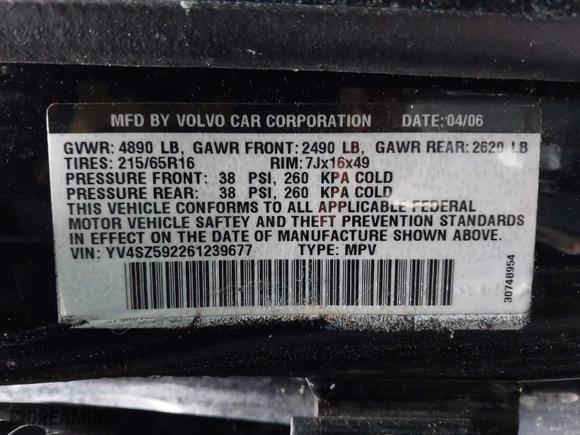 MFD BY VOLVO CAR CORPORATION DATE: 04/06
GVWR: 4890 LB, GAWR FRONT: 2490 LB, GAWR REAR: 2620 LB
TIRES: 215/65R16 RIM: 7Jx16x49
PRESSURE FRONT: 38 PSI, 260 KPA COLD
PRESSURE REAR: 38 PSI, 260 KPA COLD
THIS VEHICLE CONFORMS TO ALL APPLICABLE FEDERAL
MOTOR VEHICLE SAFTEY AND THEFT PREVENTION STANDARDS
IN EFFECT ON THE DATE OF MANUFACTURE SHOWN ABOVE.
VIN: YV4SZ592261239677 TYPE: MPV
30748954
DREAMBID